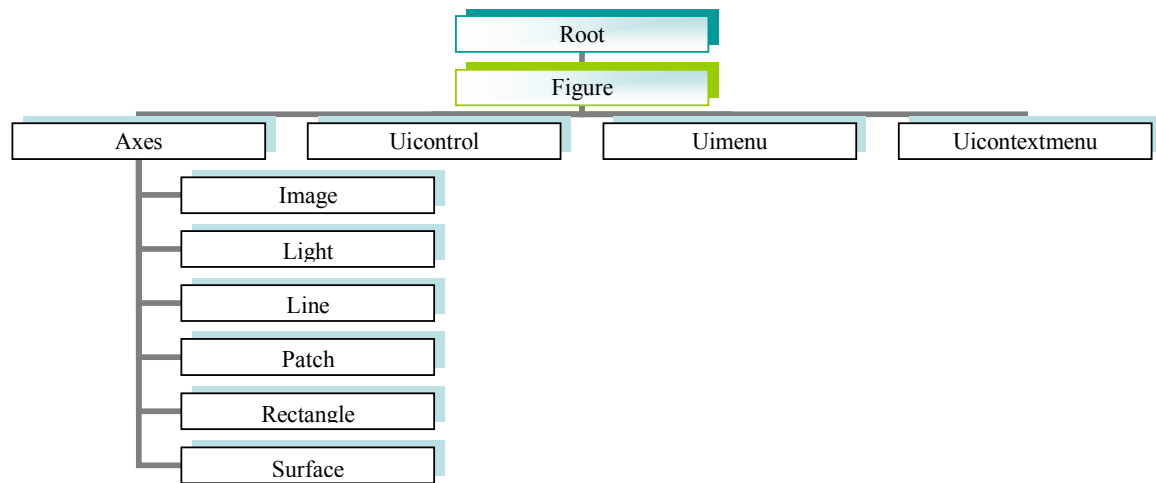 Root
Figure
Axes
Uicontrol
Uimenu
Uicontextmenu
Image
Light
Line
Patch
Rectangle
Surface